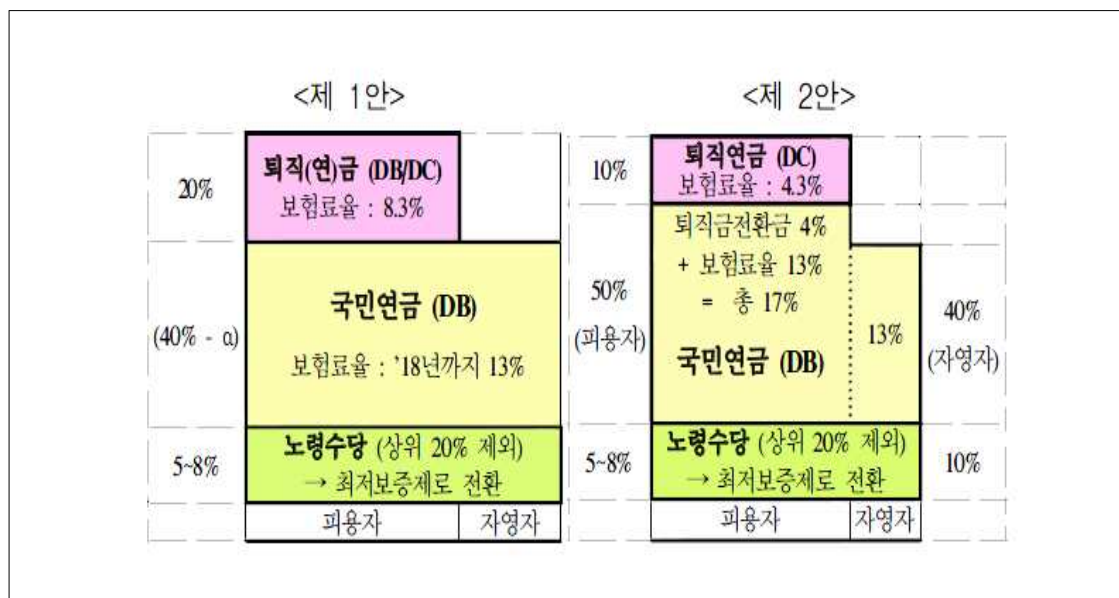 <제 1안>
20%
퇴직(연)금 (DB/DC)
보험료율 : 8.3%
(40% - α)
국민연금 (DB)
보험료율 : '18년까지 13%
5~8%
노령수당 (상위 20% 제외)
→ 최저보증제로 전환
피용자
자영자
<제 2안>
10%
퇴직연금 (DC)
보험료율 : 4.3%
50%
(피용자)
퇴직금전환금 4%
+ 보험료율 13%
= 총 17%
국민연금 (DB)
13%
40%
(자영자)
5~8%
노령수당 (상위 20% 제외)
→ 최저보증제로 전환
10%
피용자
자영자